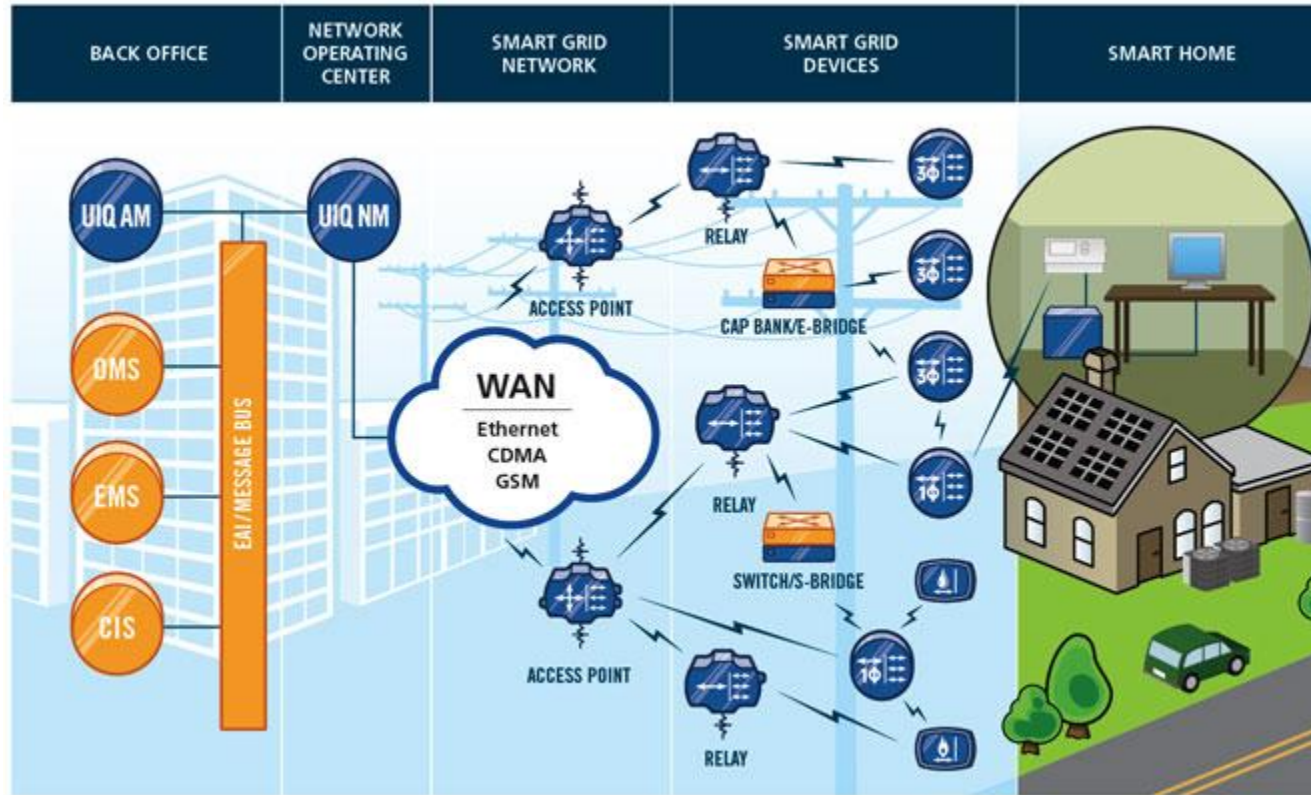 BACK OFFICE
NETWORK
OPERATING
CENTER
SMART GRID
NETWORK
SMART GRID
DEVICES
SMART HOME
UIQ AM
UIQ NM
OMS
EMS
CIS
EAI/MESSAGE BUS
ACCESS POINT
WAN
Ethernet
CDMA
GSM
ACCESS POINT
RELAY
CAP BANK/E-BRIDGE
RELAY
SWITCH/S-BRIDGE
RELAY
3Φ
3Φ
3Φ
1Φ
1Φ